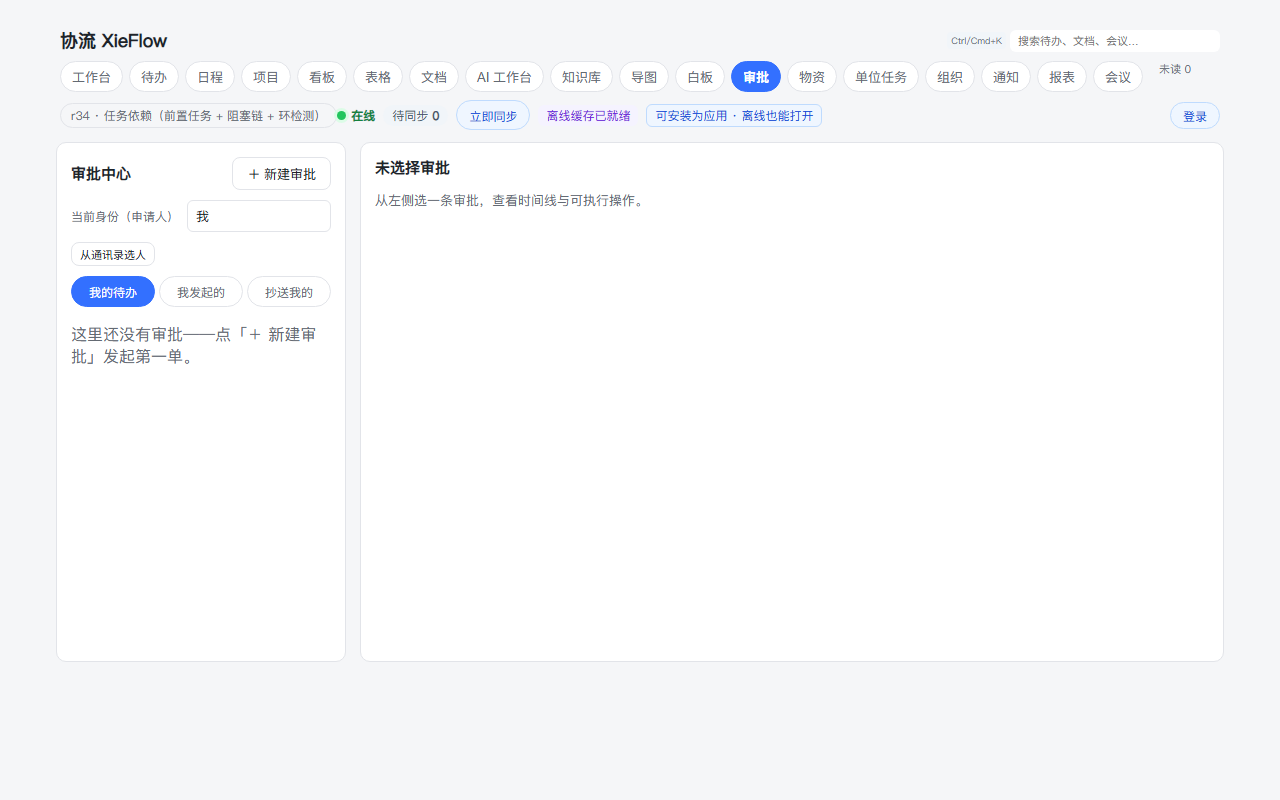 协流 XieFlow
Ctrl/Cmd+K 搜索待办、文档、会议...
工作台 待办 日程 项目 看板 表格 文档 AI 工作台 知识库 导图 白板 审批 物资 单位任务 组织 通知 报表 会议 未读 0
r34 · 任务依赖（前置任务 + 阻塞链 + 环检测） 在线 待同步 0 立即同步 离线缓存已就绪 可安装为应用 · 离线也能打开 登录
审批中心 ＋ 新建审批
当前身份（申请人） 我
从通讯录选人
我的待办 我发起的 抄送我的
这里还没有审批——点「＋ 新建审
批」发起第一单。
未选择审批
从左侧选一条审批，查看时间线与可执行操作。